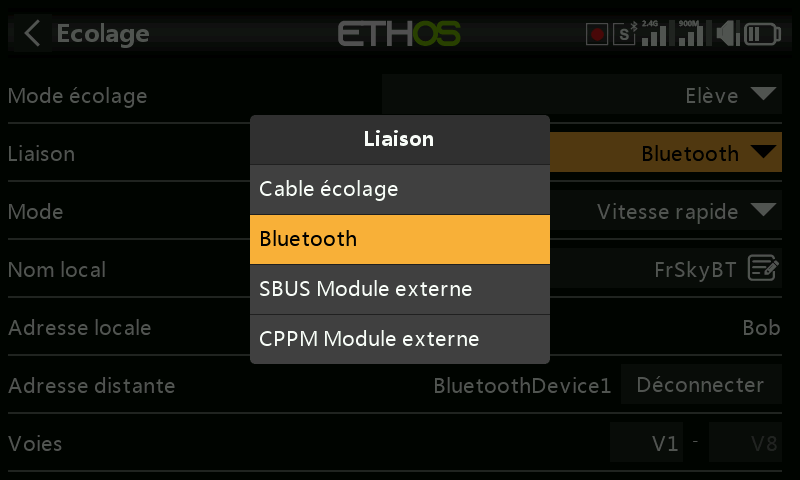 Ecolage
ETHOS
S
2.4G
900M
Mode écolage
Elève
Liaison
Bluetooth
Mode
Vitesse rapide
Nom local
FrSkyBT
Adresse locale
Bob
Adresse distante
BluetoothDevice1
Déconnecter
Voies
V1 - V8
Liaison
Cable écolage
Bluetooth
SBUS Module externe
CPPM Module externe